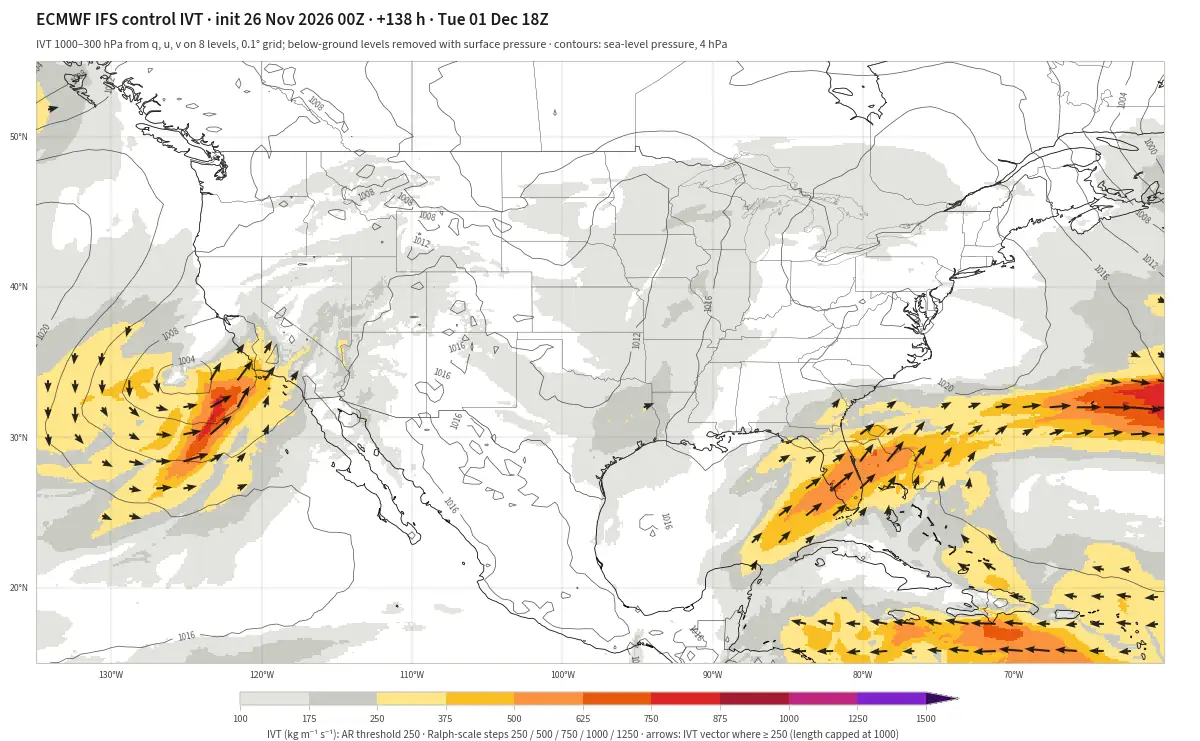 ECMWF IFS control IVT · init 26 Nov 2026 00Z · +138 h · Tue 01 Dec 18Z
IVT 1000–300 hPa from q, u, v on 8 levels, 0.1° grid; below-ground levels removed with surface pressure · contours: sea-level pressure, 4 hPa
1008
1004
50°N
1000
1008
1008
1008
1008
1012
1012
1016
40°N
1016
1020
1008
1012
1016
1004
1016
1020
1016
30°N
1016
1016
20°N
1016
1016
130°W
120°W
110°W
100°W
90°W
80°W
70°W
100
175
250
375
500
625
750
875
1000
1250
1500
IVT (kg m⁻¹ s⁻¹): AR threshold 250 · Ralph-scale steps 250 / 500 / 750 / 1000 / 1250 · arrows: IVT vector where ≥ 250 (length capped at 1000)